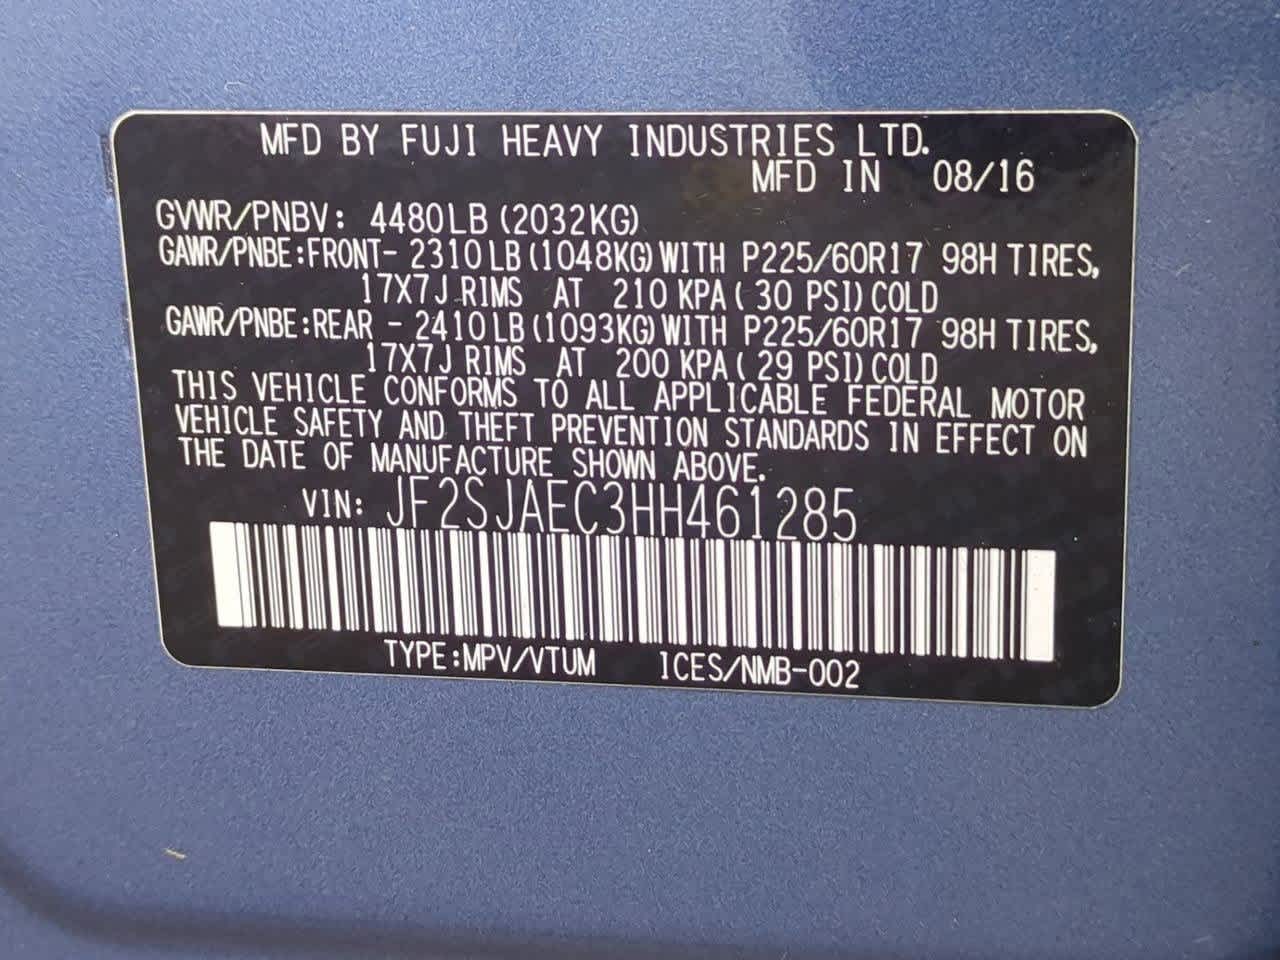 MFD BY FUJI HEAVY INDUSTRIES LTD.
MFD IN 08/16
GVWR/PNBV: 4480LB (2032KG)
GAWR/PNBE:FRONT- 2310LB (1048KG) WITH P225/60R17 98H TIRES,
17X7J RIMS AT 210 KPA ( 30 PSI) COLD
GAWR/PNBE:REAR - 2410LB (1093KG) WITH P225/60R17 98H TIRES,
17X7J RIMS AT 200 KPA ( 29 PSI) COLD
THIS VEHICLE CONFORMS TO ALL APPLICABLE FEDERAL MOTOR
VEHICLE SAFETY AND THEFT PREVENTION STANDARDS IN EFFECT ON
THE DATE OF MANUFACTURE SHOWN ABOVE.
VIN: JF2SJAEC3HH461285
TYPE:MPV/VTUM ICES/NMB-002